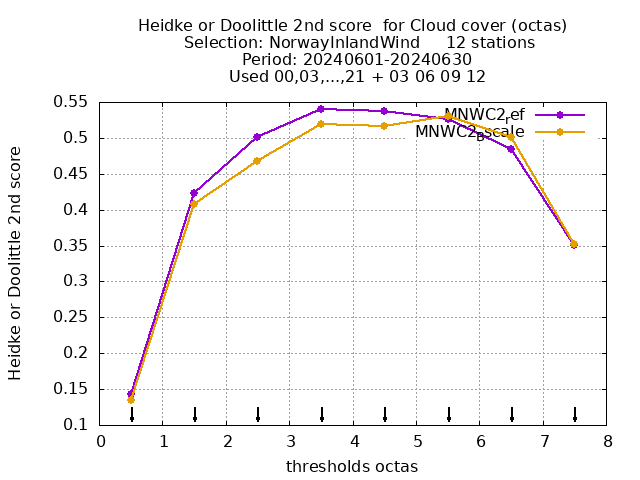 Heidke or Doolittle 2nd score  for Cloud cover (octas)
Selection: NorwayInlandWind     12 stations
Period: 20240601-20240630
Used 00,03,...,21 + 03 06 09 12
MNWC2ref
MNWC2Bscale
Heidke or Doolittle 2nd score
0.55
0.5
0.45
0.4
0.35
0.3
0.25
0.2
0.15
0.1
0 1 2 3 4 5 6 7 8
thresholds octas